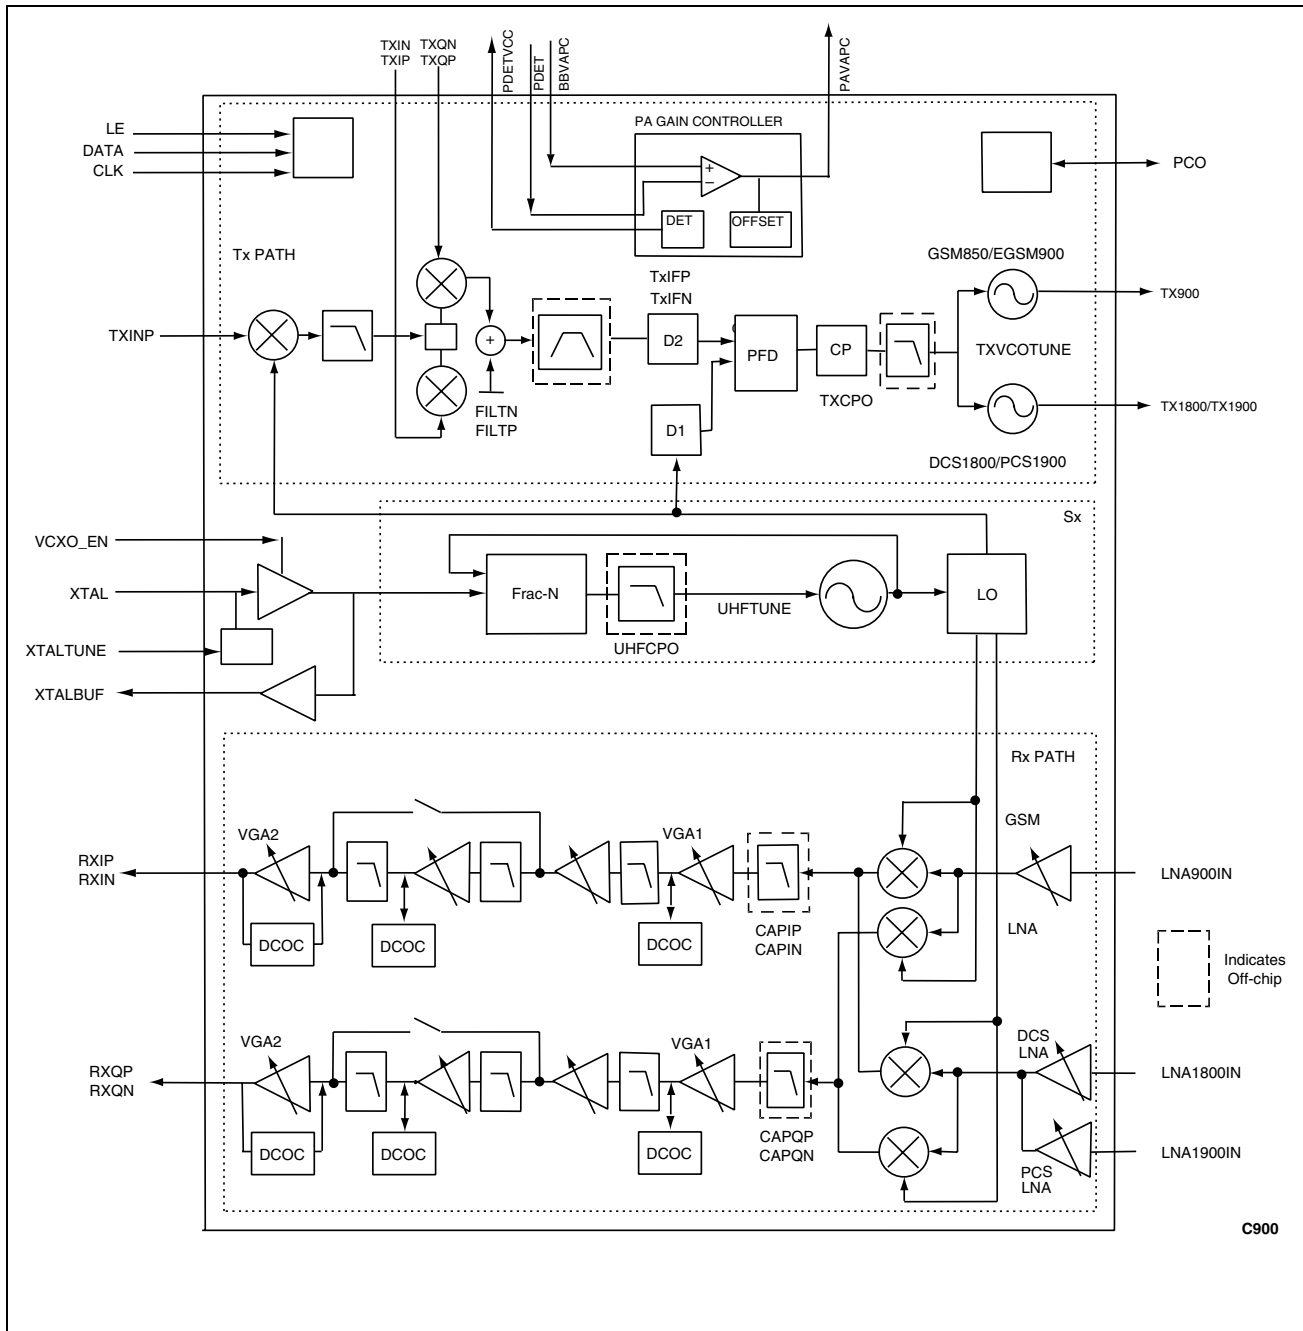 TXIN TXQN
TXIP TXQP
PDETVCC
PDET
BBVAPC
PAVAPC
LE
DATA
CLK
PA GAIN CONTROLLER
+
−
DET
OFFSET
PCO
Tx PATH
GSM850/EGSM900
TxIFP
TxIFN
TX900
TXINP
+
D2
PFD
CP
TXVCOTUNE
FILTN
FILTP
TXCPO
TX1800/TX1900
D1
DCS1800/PCS1900
Sx
VCXO_EN
XTAL
Frac-N
UHFTUNE
LO
XTALTUNE
UHFCPO
XTALBUF
Rx PATH
GSM
VGA2
VGA1
RXIP
RXIN
LNA900IN
LNA
DCOC
DCOC
DCOC
CAPIP
CAPIN
Indicates
Off-chip
VGA2
VGA1
DCS
LNA
RXQP
RXQN
LNA1800IN
DCOC
DCOC
DCOC
CAPQP
CAPQN
LNA1900IN
PCS
LNA
C900